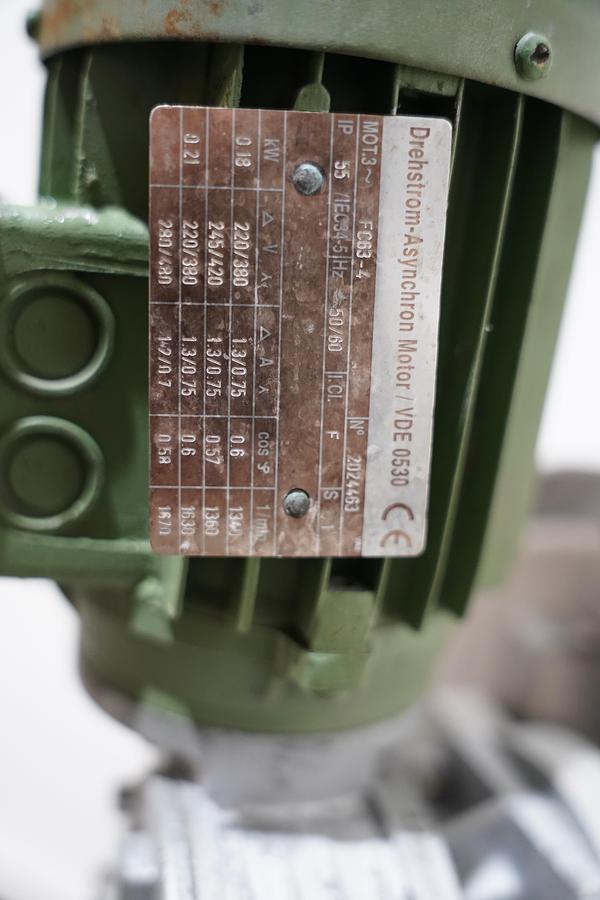 Drehstrom-Asynchron Motor / VDE 0530 CE
MOT.3~ FC63-4 N° 2024463
IP 55 /IEC34-5 Hz 50/60 I.Cl. F S 1
kW △ V 人 △ A 人 cos φ 1/min.
0.18 220/380 1.3/0.75 0.6 1340
245/420 1.3/0.75 0.57 1360
0.21 220/380 1.3/0.75 0.6 1630
280/480 1.2/0.7 0.58 1670